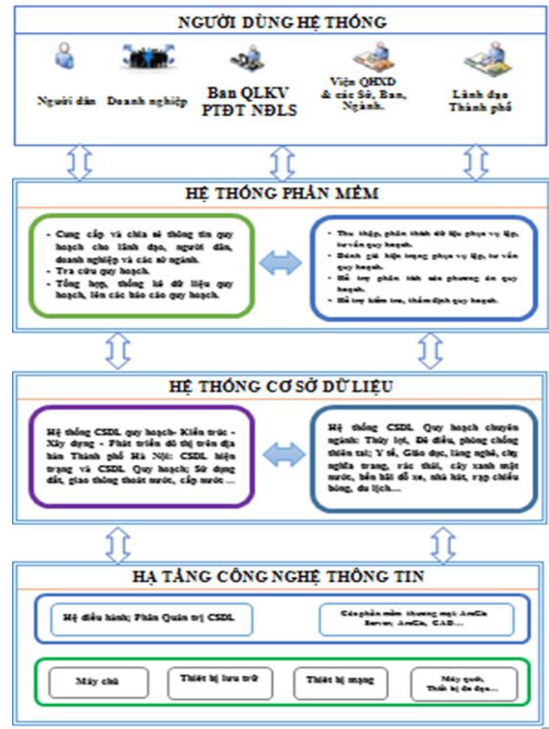 NGƯỜI DÙNG HỆ THỐNG
Người dân
Doanh nghiệp
Ban QLKV
PTĐT NĐLS
Viện QHXD
& các Sở, Ban,
Ngành.
Lãnh đạo
Thành phố
HỆ THỐNG PHẦN MỀM
- Cung cấp và chia sẻ thông tin quy
hoạch cho lãnh đạo, người dân,
doanh nghiệp và các sở ngành.
- Tra cứu quy hoạch.
- Tổng hợp, thống kê dữ liệu quy
hoạch, lên các báo cáo quy hoạch.
- Thu thập, phân tích dữ liệu phục vụ lập,
tư vấn quy hoạch.
- Đánh giá hiện trạng phục vụ lập, tư vấn
quy hoạch.
- Hỗ trợ phân tích các phương án quy
hoạch.
- Hỗ trợ kiểm tra, thẩm định quy hoạch.
HỆ THỐNG CƠ SỞ DỮ LIỆU
Hệ thống CSDL quy hoạch- Kiến trúc -
Xây dựng - Phát triển đô thị trên địa
bàn Thành phố Hà Nội: CSDL hiện
trạng và CSDL Quy hoạch; Sử dụng
đất, giao thông thoát nước, cấp nước ...
Hệ thống CSDL Quy hoạch chuyên
ngành: Thủy lợi, Đê điều, phòng chống
thiên tai; Y tế, Giáo dục, làng nghề, chợ
nghĩa trang, rác thải, cây xanh mặt
nước, bến bãi đỗ xe, nhà hát, rạp chiếu
bóng, du lịch....
HẠ TẦNG CÔNG NGHỆ THÔNG TIN
Hệ điều hành; Phần Quản trị CSDL
Các phần mềm thương mại: ArcGis
Server; ArcGis, CAD...
Máy chủ
Thiết bị lưu trữ
Thiết bị mạng
Máy quét,
Thiết bị đo đạc...